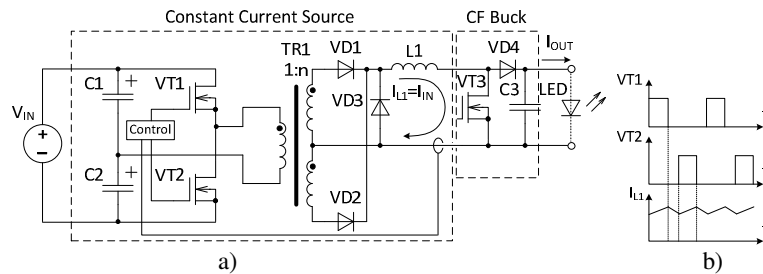 Constant Current Source
CF Buck
TR1
1:n
VD1
L1
VD4
I_OUT
C1
+
VT1
VD3
I_L1=I_IN
VT3
C3
LED
V_IN
Control
C2
+
VT2
VD2
a)
VT1
VT2
I_L1
b)